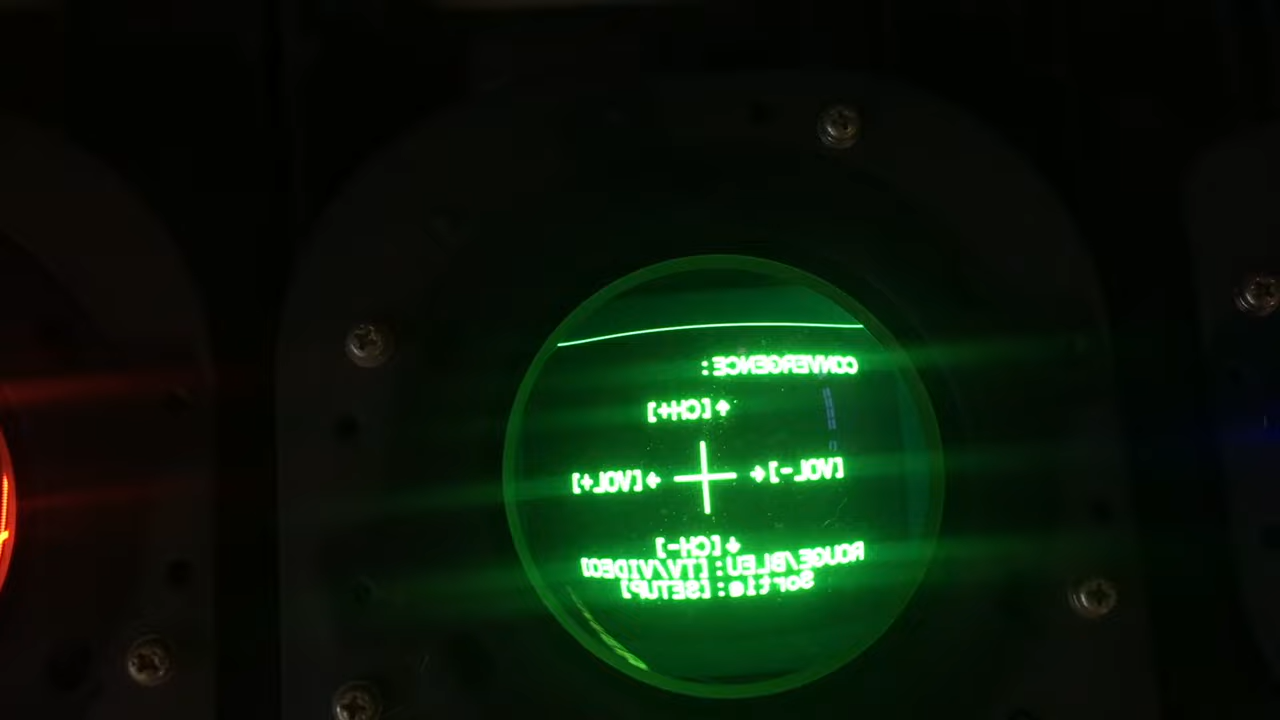 CONVERGENCE:
↑[CH+]
[VOL-]← →[VOL+]
↓[CH-]
ROUGE/BLEU:[TV/VIDEO]
Sortie:[SETUP]